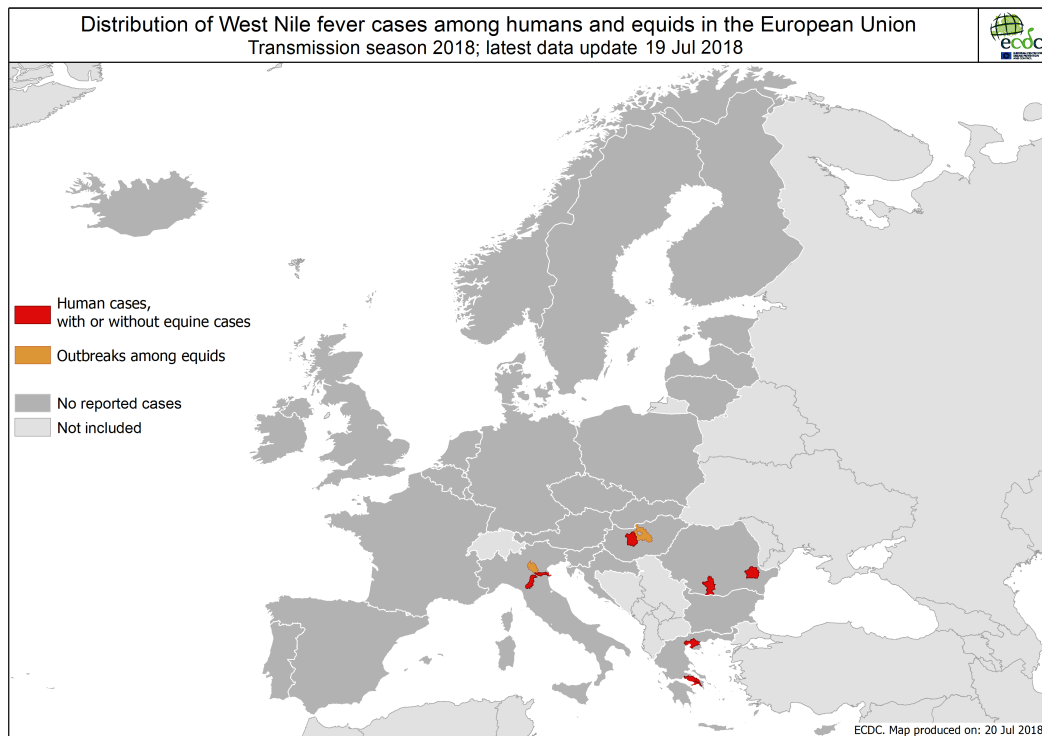 Distribution of West Nile fever cases among humans and equids in the European Union
Transmission season 2018; latest data update 19 Jul 2018
ecdc
Human cases,
with or without equine cases
Outbreaks among equids
No reported cases
Not included
ECDC. Map produced on: 20 Jul 2018